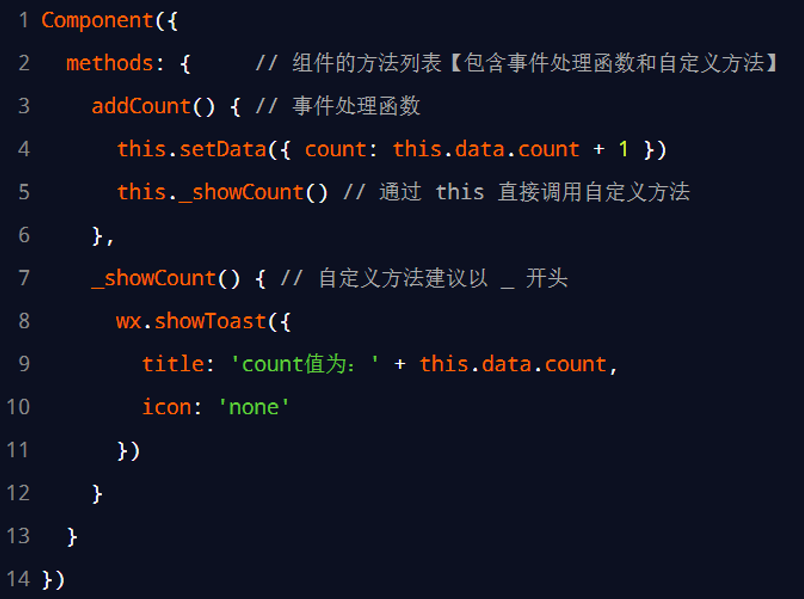 1 Component({
2 methods: { // 组件的方法列表【包含事件处理函数和自定义方法】
3 addCount() { // 事件处理函数
4 this.setData({ count: this.data.count + 1 })
5 this._showCount() // 通过 this 直接调用自定义方法
6 },
7 _showCount() { // 自定义方法建议以 _ 开头
8 wx.showToast({
9 title: 'count值为：' + this.data.count,
10 icon: 'none'
11 })
12 }
13 }
14 })